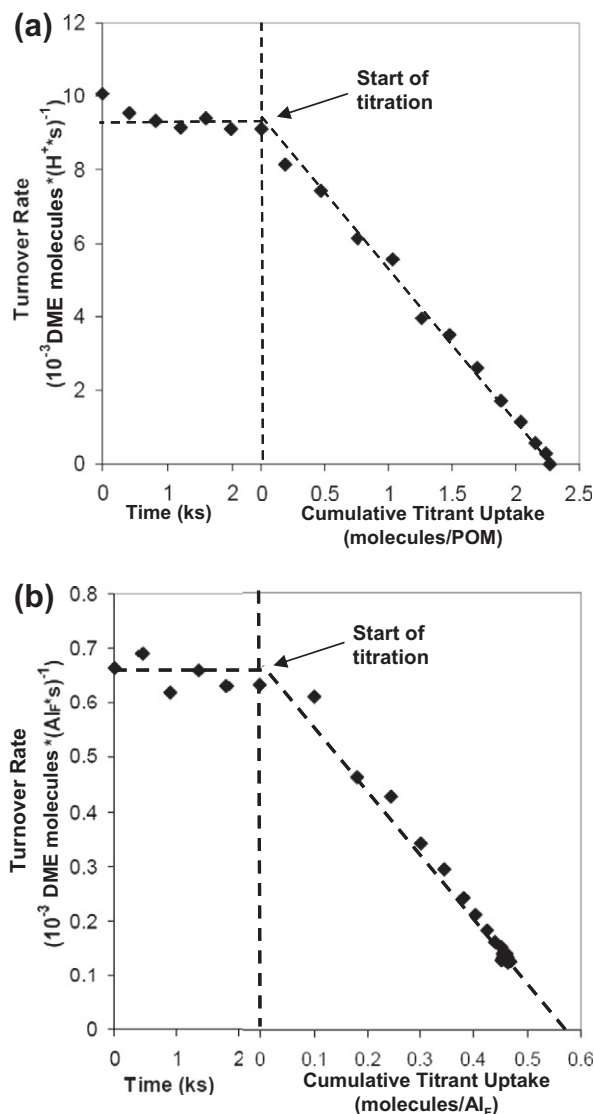 (a)
12
10
8
6
4
2
0
Turnover Rate
(10⁻³DME molecules *(H⁺*s)⁻¹)
Start of
titration
0 1 2 0 0.5 1 1.5 2 2.5
Time (ks) Cumulative Titrant Uptake
(molecules/POM)
(b)
0.8
0.7
0.6
0.5
0.4
0.3
0.2
0.1
0
Turnover Rate
(10⁻³ DME molecules *(Al_F*s)⁻¹)
Start of
titration
0 1 2 0 0.1 0.2 0.3 0.4 0.5 0.6
Time (ks) Cumulative Titrant Uptake
(molecules/Al_F)